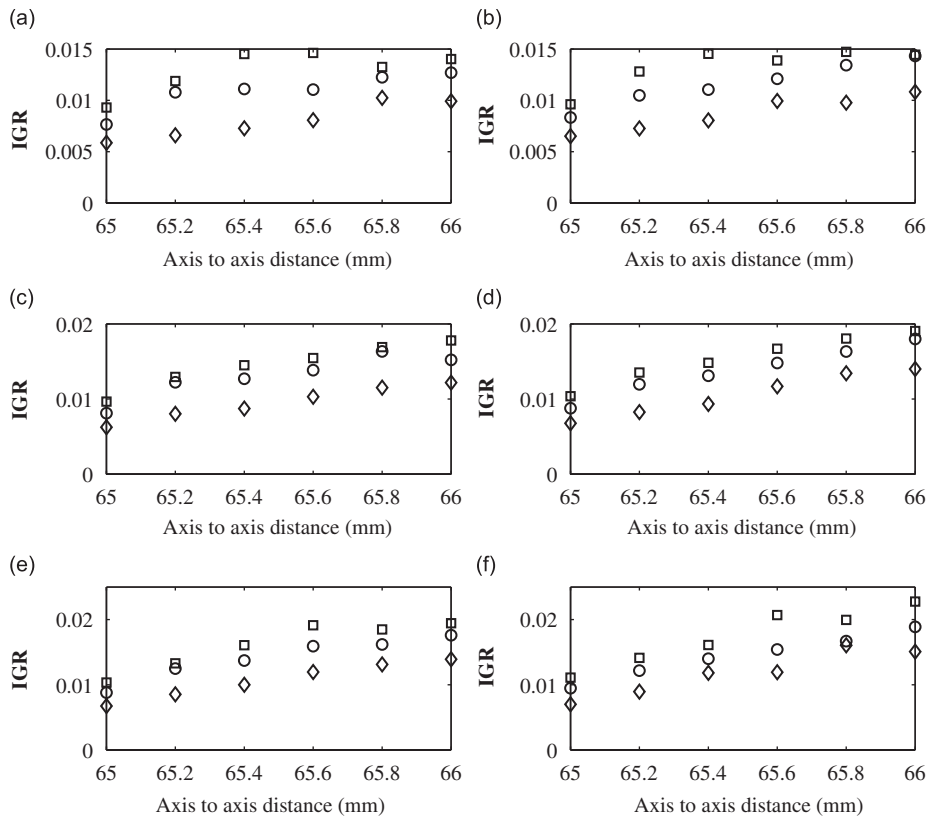 (a)
0.015
0.01
0.005
0
IGR
65 65.2 65.4 65.6 65.8 66
Axis to axis distance (mm)
(b)
0.015
0.01
0.005
0
IGR
65 65.2 65.4 65.6 65.8 66
Axis to axis distance (mm)
(c)
0.02
0.01
0
IGR
65 65.2 65.4 65.6 65.8 66
Axis to axis distance (mm)
(d)
0.02
0.01
0
IGR
65 65.2 65.4 65.6 65.8 66
Axis to axis distance (mm)
(e)
0.02
0.01
0
IGR
65 65.2 65.4 65.6 65.8 66
Axis to axis distance (mm)
(f)
0.02
0.01
0
IGR
65 65.2 65.4 65.6 65.8 66
Axis to axis distance (mm)